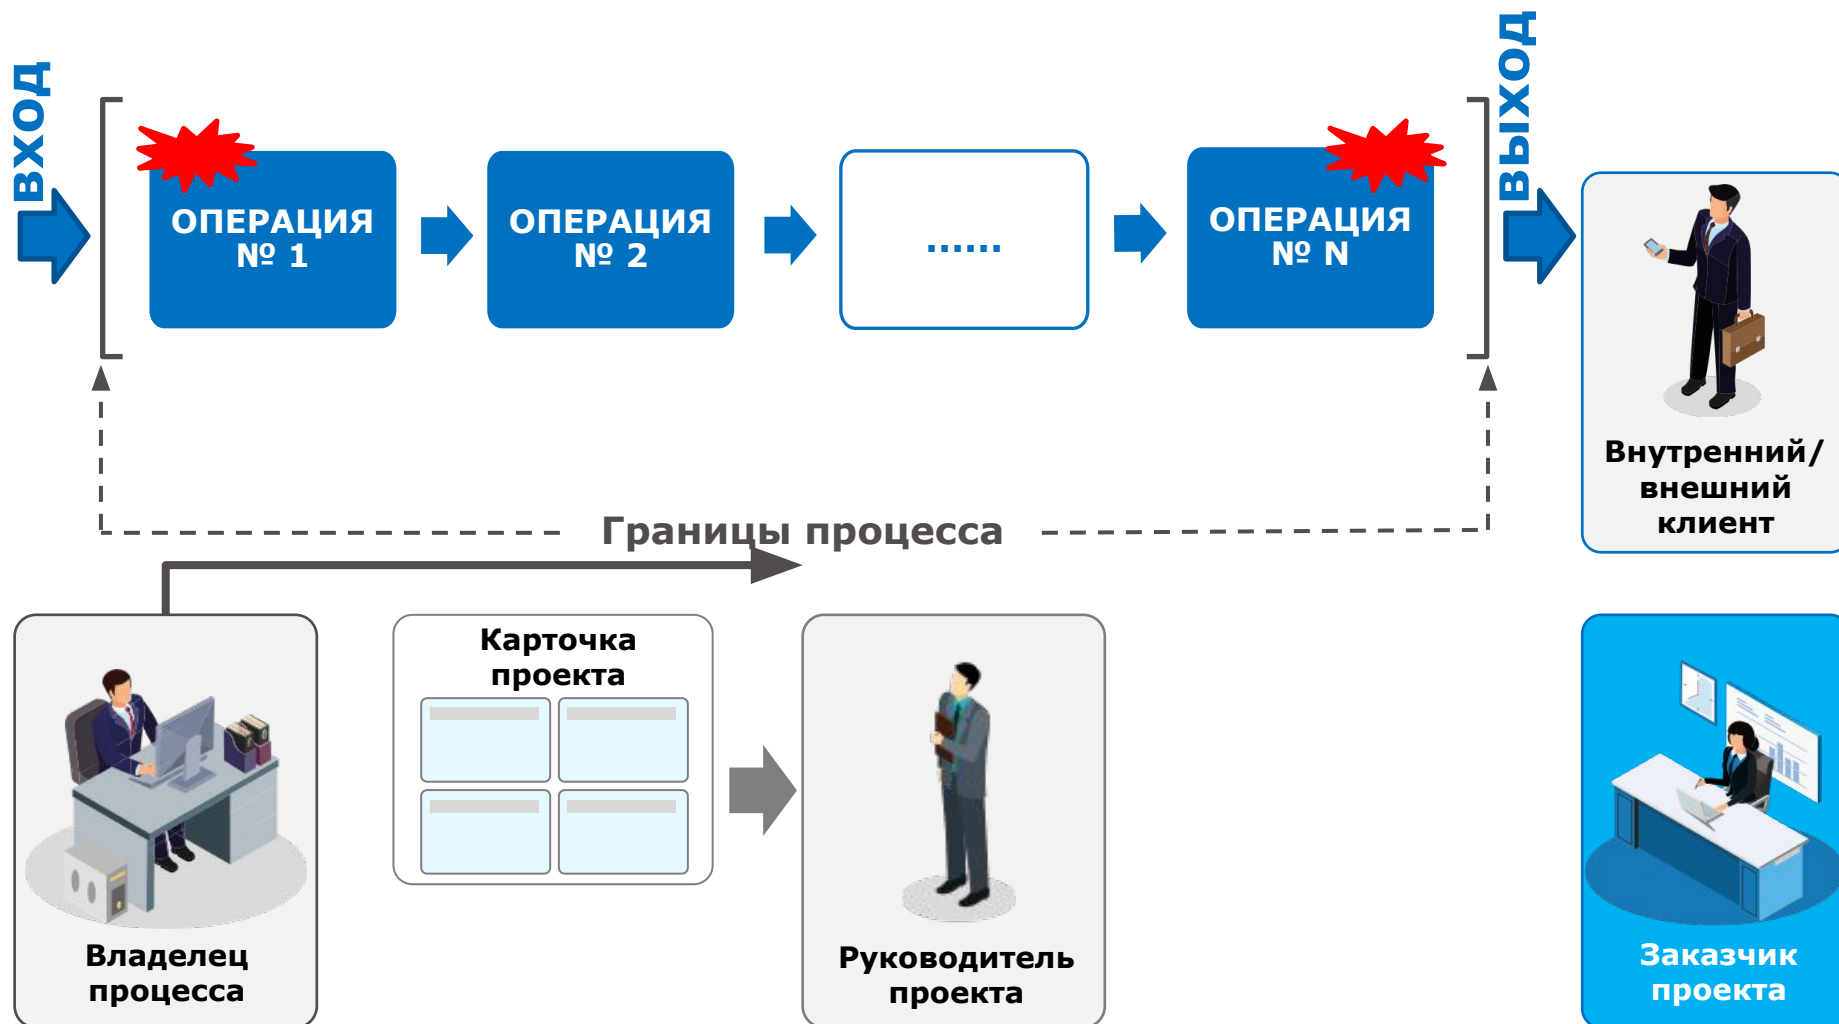 ВХОД
ВЫХОД
ОПЕРАЦИЯ
№ 1
ОПЕРАЦИЯ
№ 2
......
ОПЕРАЦИЯ
№ N
Внутренний/
внешний
клиент
Границы процесса
Карточка
проекта
Владелец
процесса
Руководитель
проекта
Заказчик
проекта